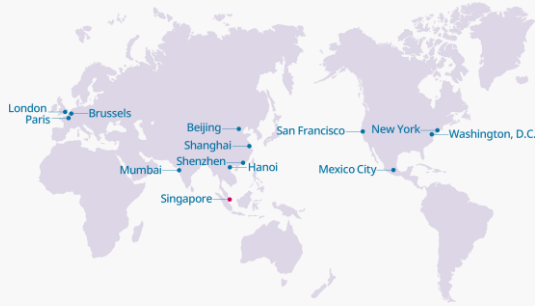 London
Paris
Brussels
Beijing
Shanghai
Shenzhen
Hanoi
Mumbai
Singapore
San Francisco
New York
Washington, D.C.
Mexico City